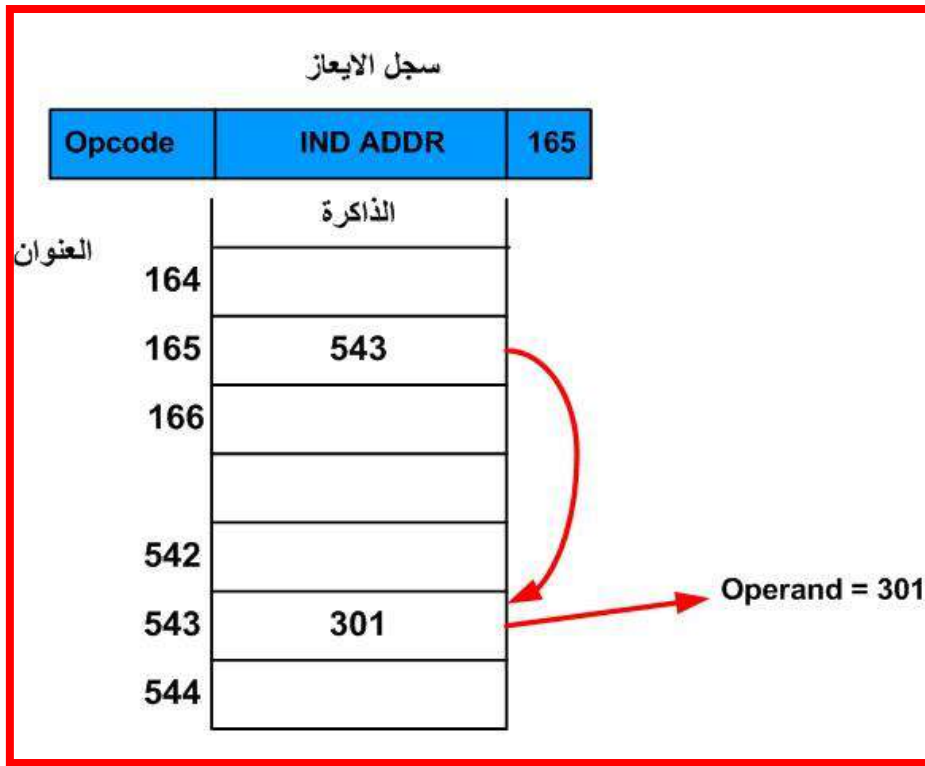 سجل الايعاز
Opcode IND ADDR 165
الذاكرة
العنوان
164
165 543
166
542
Operand = 301
543 301
544